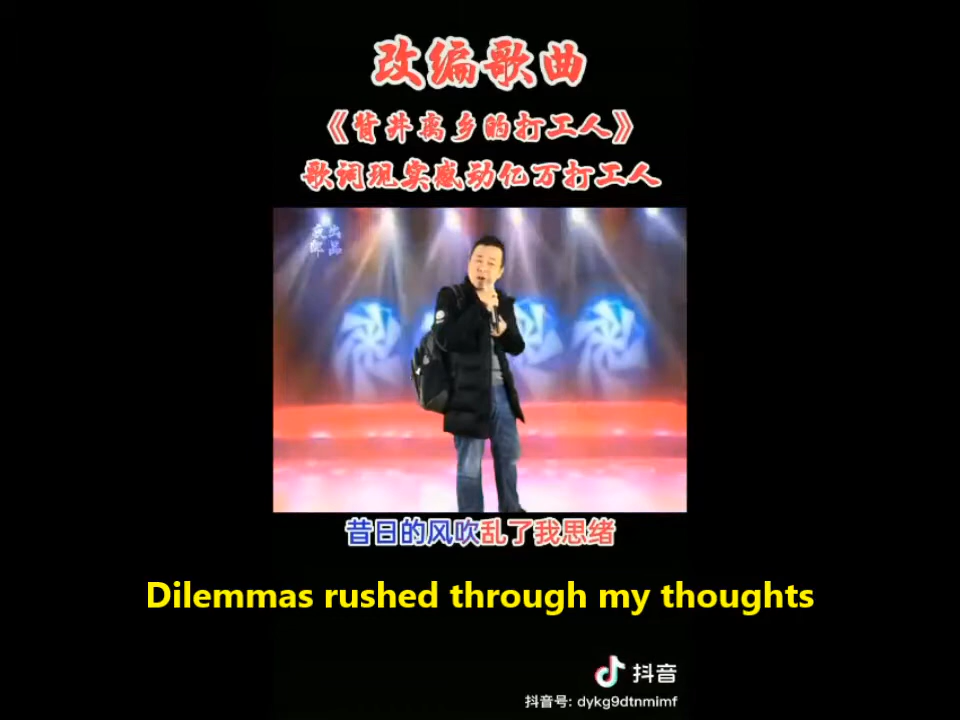 改编歌曲
《背井离乡的打工人》
歌词现实感动亿万打工人
昔日的风吹乱了我思绪
Dilemmas rushed through my thoughts
抖音
抖音号: dykg9dtnmimf